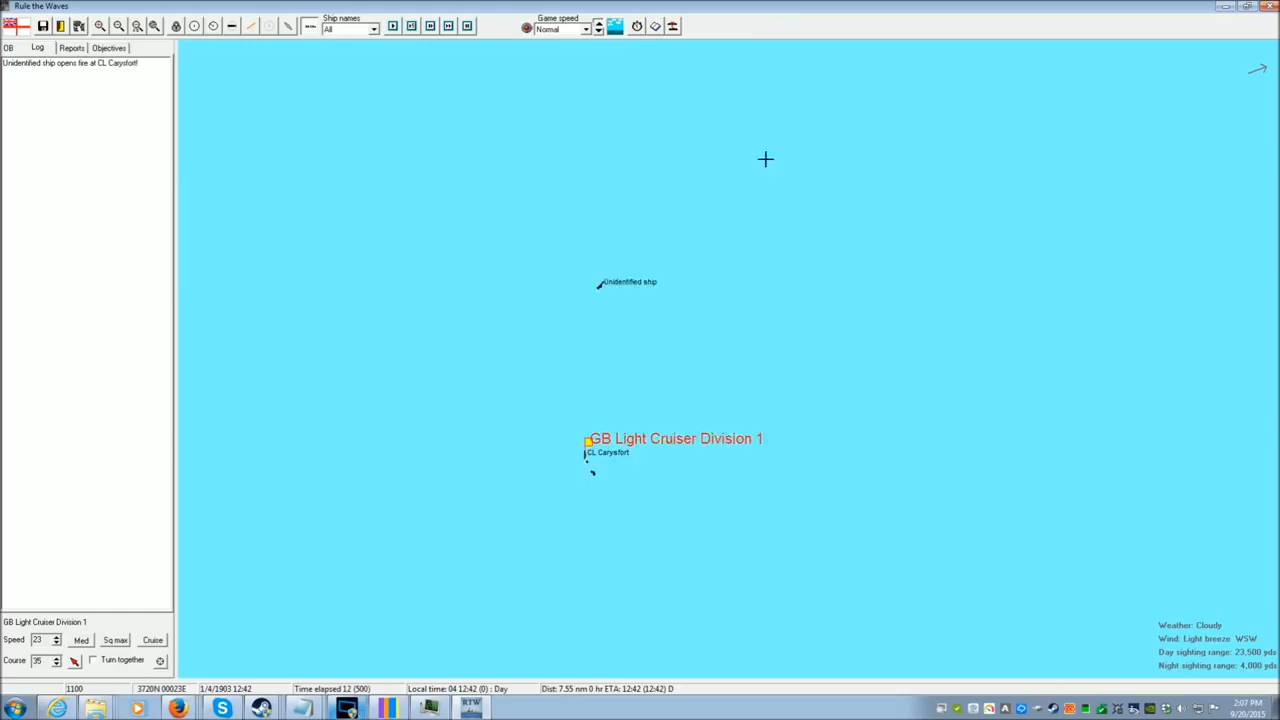 Rule the Waves
Ship names
All
Game speed
Normal
OB Log Reports Objectives
Unidentified ship opens fire at CL Carysfort!
Unidentified ship
GB Light Cruiser Division 1
CL Carysfort
GB Light Cruiser Division 1
Speed 23 Med Sq max Cruise
Course 35 Turn together
Weather: Cloudy
Wind: Light breeze WSW
Day sighting range: 23,500 yds
Night sighting range: 4,000 yds
1100 3720N 00023E 1/4/1903 12:42 Time elapsed 12 (500) Local time: 04 12:42 (0) : Day Dist: 7.55 nm 0 hr ETA: 12:42 (12:42) D
RTW
2:07 PM
9/20/2015